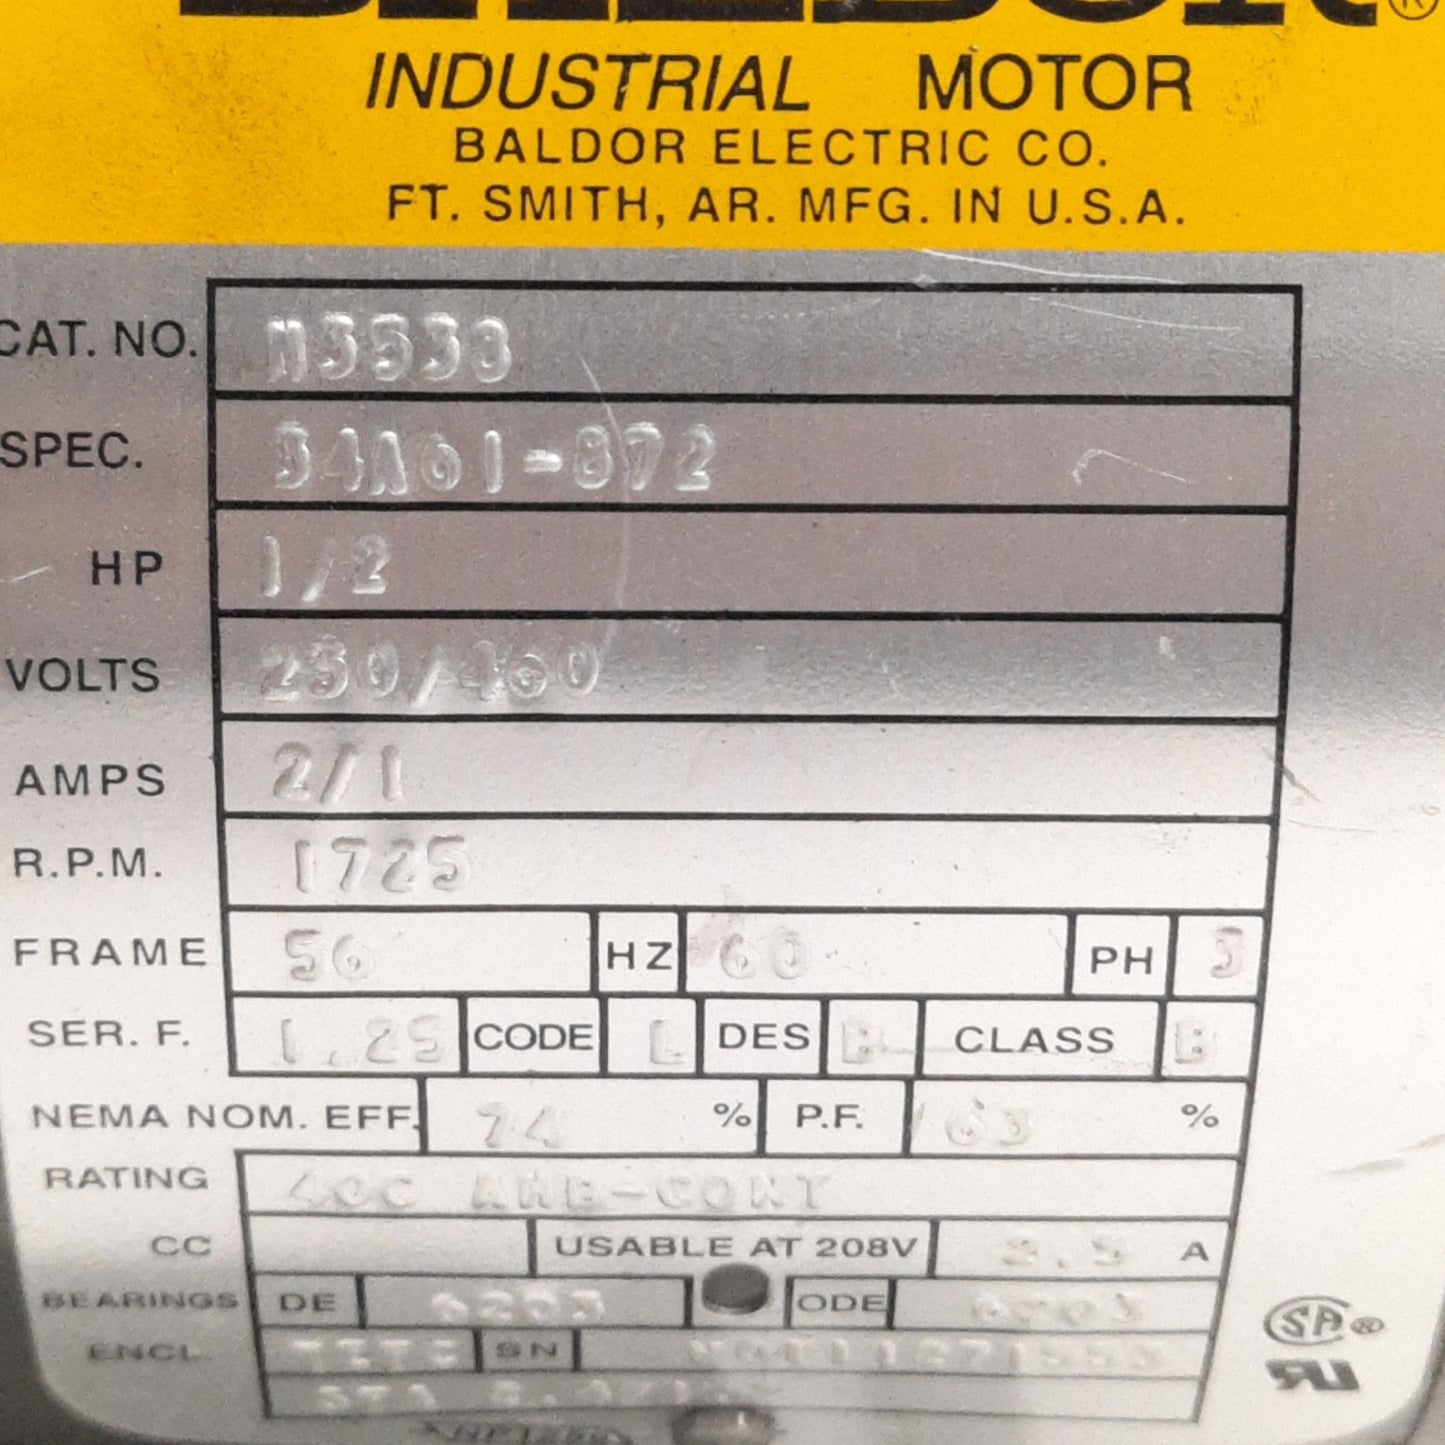 INDUSTRIAL MOTOR
BALDOR ELECTRIC CO.
FT. SMITH, AR. MFG. IN U.S.A.
CAT. NO. M3538
SPEC. 34A61-872
HP 1/2
VOLTS 230/460
AMPS 2/1
R.P.M. 1725
FRAME 56 HZ 60 PH 3
SER. F. 1.25 CODE L DES B CLASS B
NEMA NOM. EFF. 74 % P.F. 63 %
RATING 40C AMB-CONT
CC USABLE AT 208V A
BEARINGS DE 6203 ODE 6203
ENCL. SN